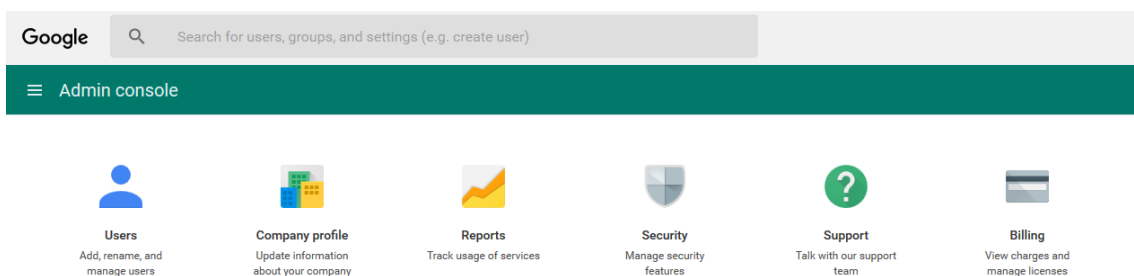 Google
Search for users, groups, and settings (e.g. create user)
Admin console
Users
Add, rename, and
manage users
Company profile
Update information
about your company
Reports
Track usage of services
Security
Manage security
features
Support
Talk with our support
team
Billing
View charges and
manage licenses